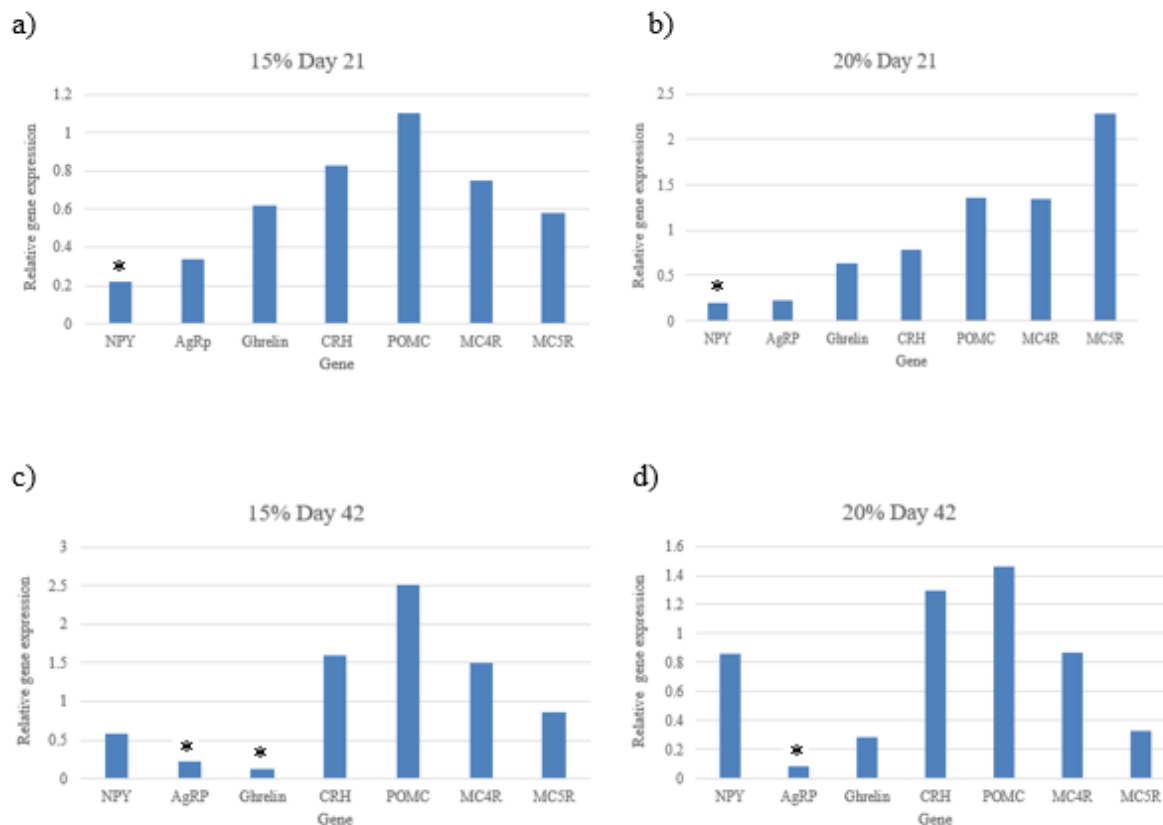 a)
15% Day 21
Relative gene expression
1.2
1
0.8
0.6
0.4
0.2
0
*
NPY AgRp Ghrelin CRH POMC MC4R MC5R
Gene
b)
20% Day 21
Relative gene expression
2.5
2
1.5
1
0.5
0
*
NPY AgRP Ghrelin CRH POMC MC4R MC5R
Gene
c)
15% Day 42
Relative gene expression
3
2.5
2
1.5
1
0.5
0
* *
NPY AgRP Ghrelin CRH POMC MC4R MC5R
Gene
d)
20% Day 42
Relative gene expression
1.6
1.4
1.2
1
0.8
0.6
0.4
0.2
0
*
NPY AgRP Ghrelin CRH POMC MC4R MC5R
Gene